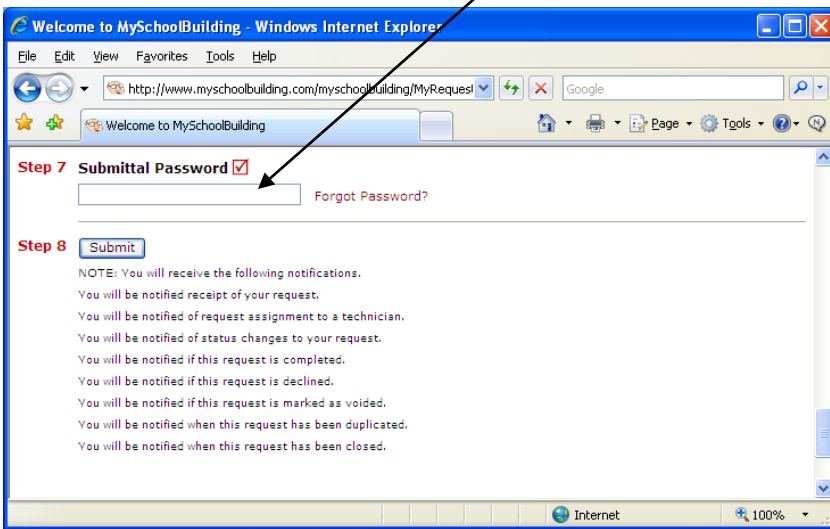 Welcome to MySchoolBuilding - Windows Internet Explorer
File Edit View Favorites Tools Help
http://www.myschoolbuilding.com/myschoolbuilding/MyRequest Google
Welcome to MySchoolBuilding Page Tools
Step 7 Submittal Password
Forgot Password?
Step 8 Submit
NOTE: You will receive the following notifications.
You will be notified receipt of your request.
You will be notified of request assignment to a technician.
You will be notified of status changes to your request.
You will be notified if this request is completed.
You will be notified if this request is declined.
You will be notified if this request is marked as voided.
You will be notified when this request has been duplicated.
You will be notified when this request has been closed.
Internet 100%